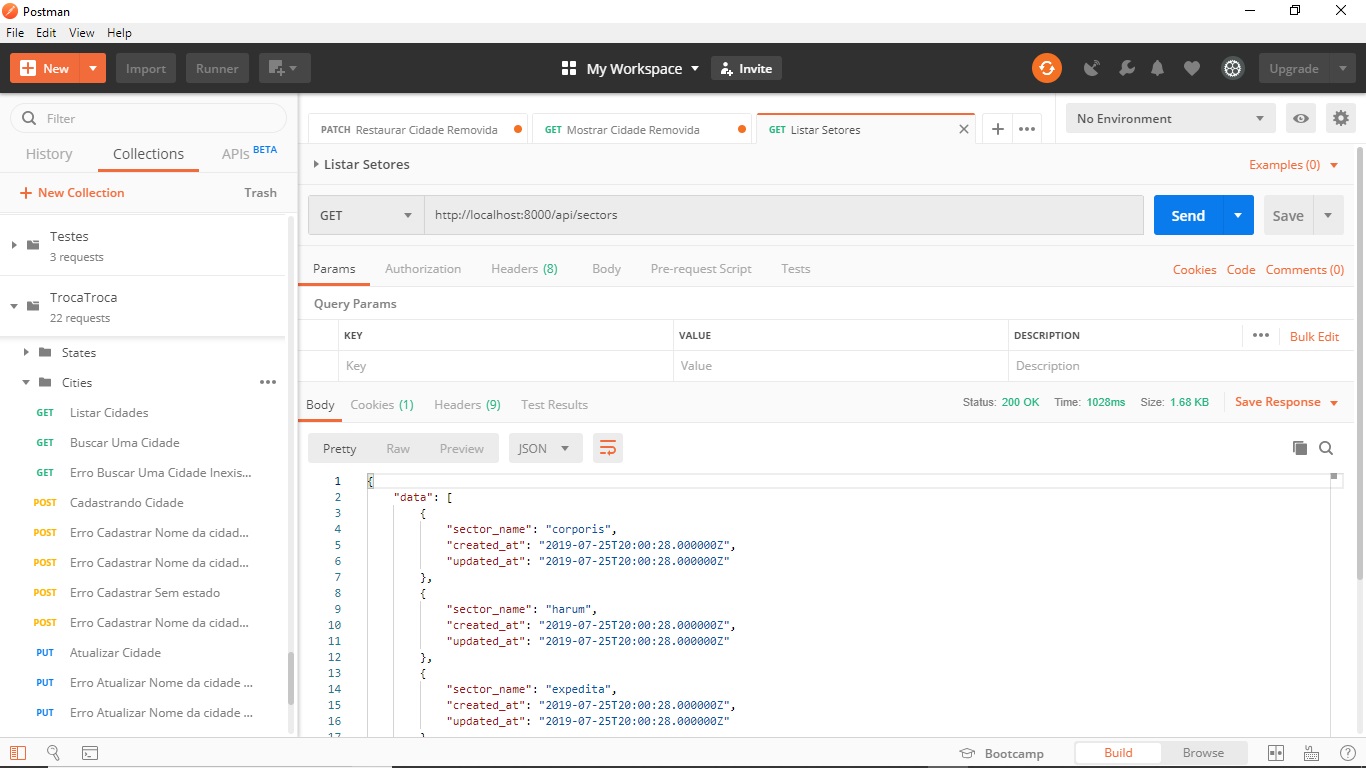 Postman
File Edit View Help
New Import Runner My Workspace Invite Upgrade
Filter
History Collections APIs BETA
New Collection Trash
Testes
3 requests
TrocaTroca
22 requests
States
Cities
GET Listar Cidades
GET Buscar Uma Cidade
GET Erro Buscar Uma Cidade Inexis...
POST Cadastrando Cidade
POST Erro Cadastrar Nome da cidad...
POST Erro Cadastrar Nome da cidad...
POST Erro Cadastrar Sem estado
POST Erro Cadastrar Nome da cidad...
PUT Atualizar Cidade
PUT Erro Atualizar Nome da cidade ...
PUT Erro Atualizar Nome da cidade ...
PATCH Restaurar Cidade Removida GET Mostrar Cidade Removida GET Listar Setores No Environment
Listar Setores Examples (0)
GET http://localhost:8000/api/sectors Send Save
Params Authorization Headers (8) Body Pre-request Script Tests Cookies Code Comments (0)
Query Params
KEY VALUE DESCRIPTION Bulk Edit
Key Value Description
Body Cookies (1) Headers (9) Test Results Status: 200 OK Time: 1028ms Size: 1.68 KB Save Response
Pretty Raw Preview JSON
1 {
2 "data": [
3 {
4 "sector_name": "corporis",
5 "created_at": "2019-07-25T20:00:28.000000Z",
6 "updated_at": "2019-07-25T20:00:28.000000Z"
7 },
8 {
9 "sector_name": "harum",
10 "created_at": "2019-07-25T20:00:28.000000Z",
11 "updated_at": "2019-07-25T20:00:28.000000Z"
12 },
13 {
14 "sector_name": "expedita",
15 "created_at": "2019-07-25T20:00:28.000000Z",
16 "updated_at": "2019-07-25T20:00:28.000000Z"
17 }
Bootcamp Build Browse